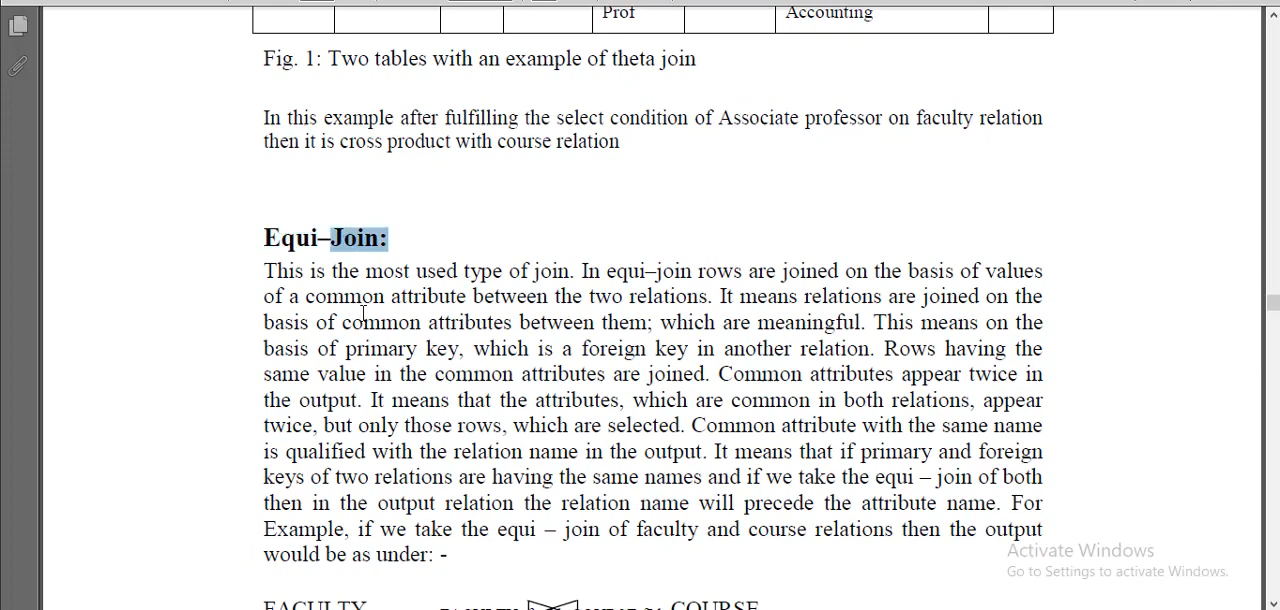 Prof
Accounting
Fig. 1: Two tables with an example of theta join
In this example after fulfilling the select condition of Associate professor on faculty relation
then it is cross product with course relation
Equi–Join:
This is the most used type of join. In equi–join rows are joined on the basis of values
of a common attribute between the two relations. It means relations are joined on the
basis of common attributes between them; which are meaningful. This means on the
basis of primary key, which is a foreign key in another relation. Rows having the
same value in the common attributes are joined. Common attributes appear twice in
the output. It means that the attributes, which are common in both relations, appear
twice, but only those rows, which are selected. Common attribute with the same name
is qualified with the relation name in the output. It means that if primary and foreign
keys of two relations are having the same names and if we take the equi – join of both
then in the output relation the relation name will precede the attribute name. For
Example, if we take the equi – join of faculty and course relations then the output
would be as under: -
Activate Windows
Go to Settings to activate Windows.
FACULTY COURSE